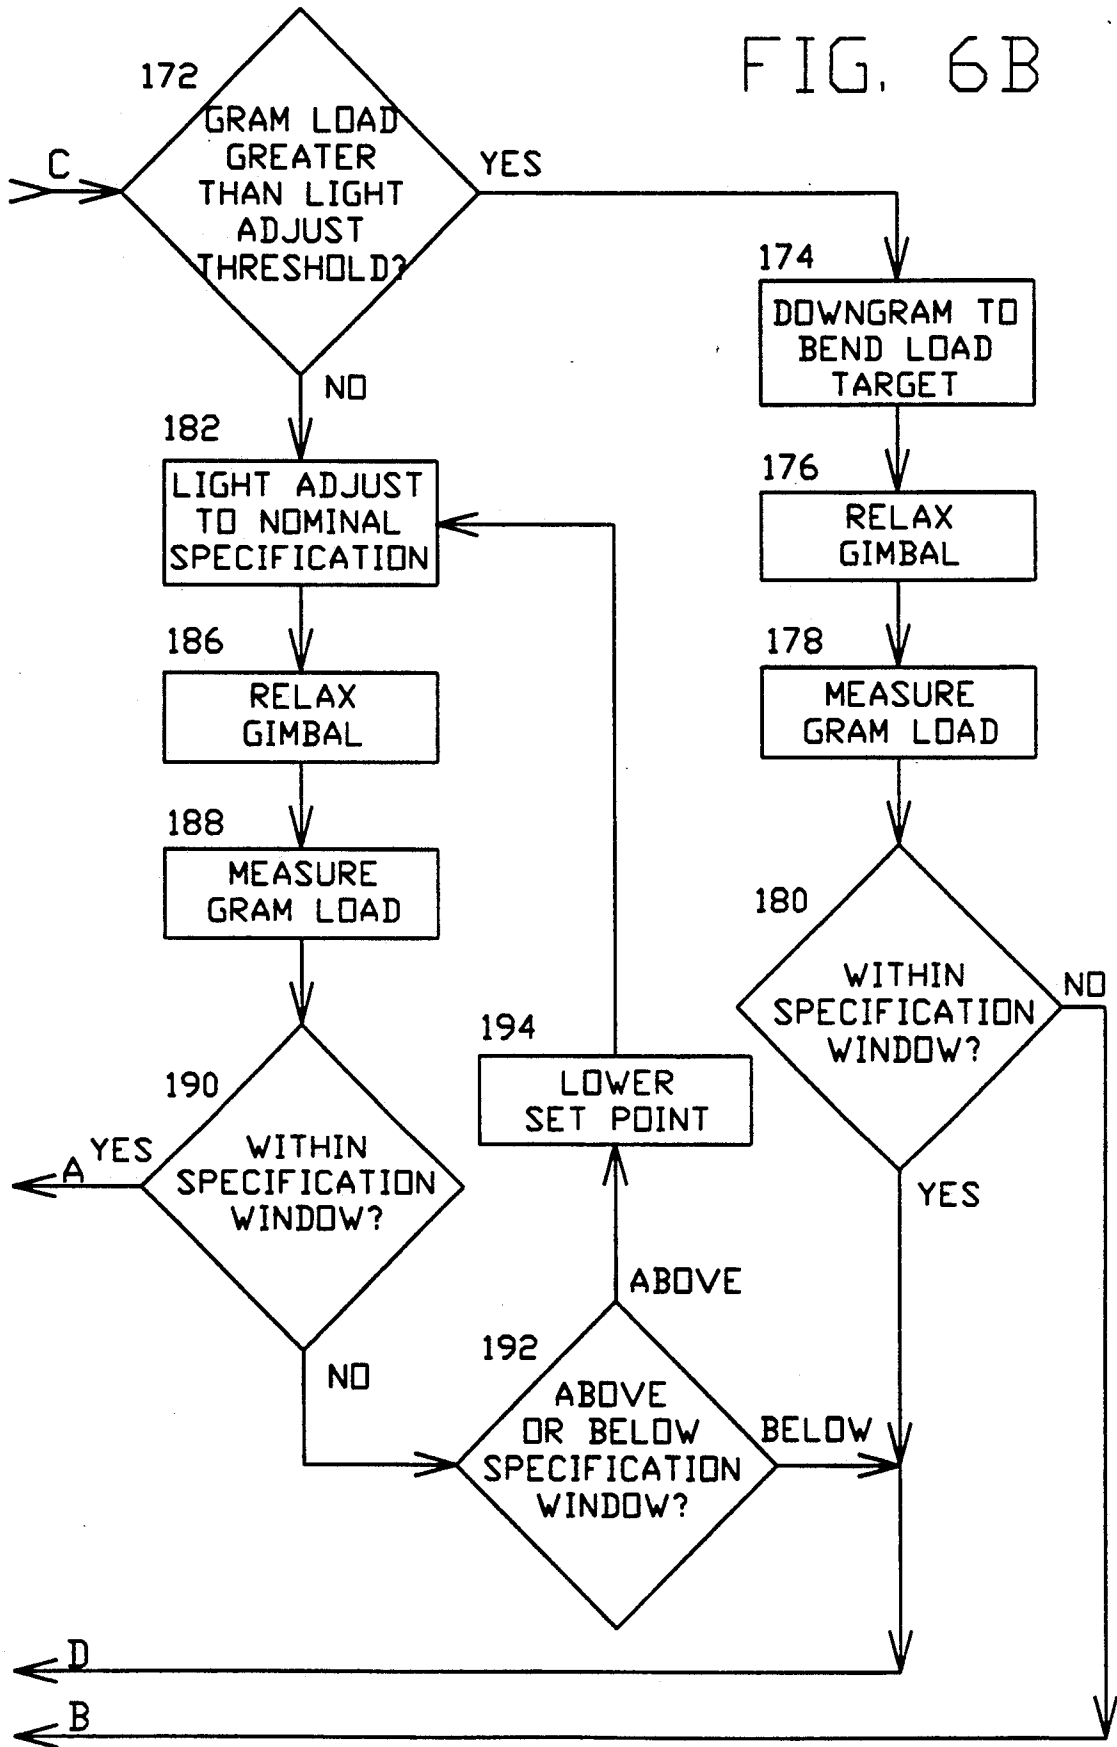 FIG. 6B
172
GRAM LOAD
GREATER
THAN LIGHT
ADJUST
THRESHOLD?
C
YES
NO
174
DOWNGRAM TO
BEND LOAD
TARGET
176
RELAX
GIMBAL
178
MEASURE
GRAM LOAD
180
WITHIN
SPECIFICATION
WINDOW?
NO
YES
182
LIGHT ADJUST
TO NOMINAL
SPECIFICATION
186
RELAX
GIMBAL
188
MEASURE
GRAM LOAD
190
WITHIN
SPECIFICATION
WINDOW?
YES
A
NO
194
LOWER
SET POINT
ABOVE
192
ABOVE
OR BELOW
SPECIFICATION
WINDOW?
BELOW
D
B